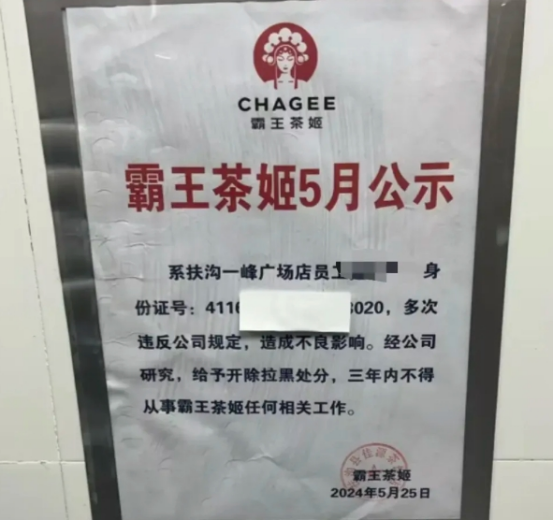 CHAGEE
霸王茶姬
霸王茶姬5月公示
系扶沟一峰广场店员工 身
份证号：4116 3020，多次
违反公司规定，造成不良影响。经公司
研究，给予开除拉黑处分，三年内不得
从事霸王茶姬任何相关工作。
霸王茶姬
2024年5月25日